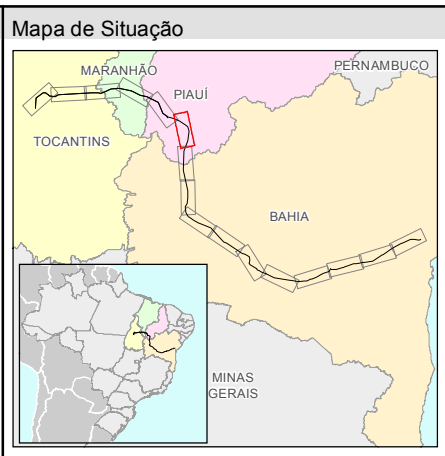 Mapa de Situação
PERNAMBUCO
MARANHÃO
PIAUÍ
TOCANTINS
BAHIA
MINAS
GERAIS